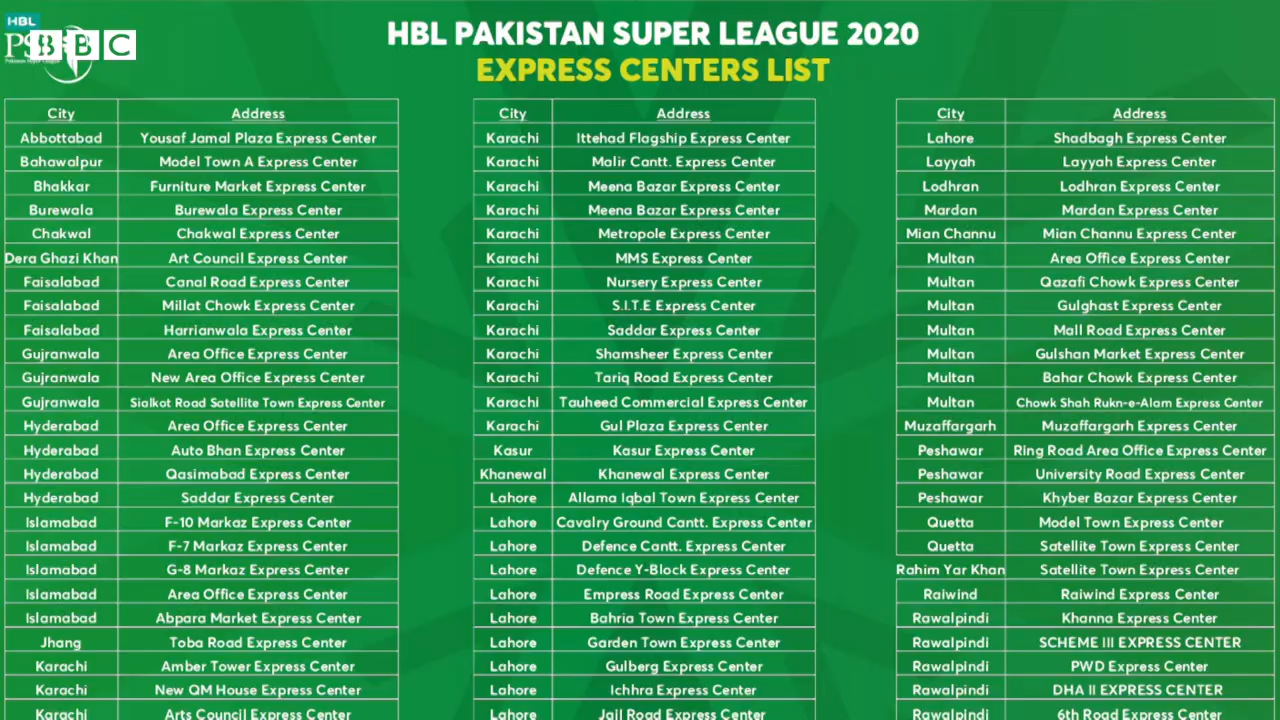 HBL
PS
BBC
Pakistan Super League
HBL PAKISTAN SUPER LEAGUE 2020
EXPRESS CENTERS LIST
City Address
Abbottabad Yousaf Jamal Plaza Express Center
Bahawalpur Model Town A Express Center
Bhakkar Furniture Market Express Center
Burewala Burewala Express Center
Chakwal Chakwal Express Center
Dera Ghazi Khan Art Council Express Center
Faisalabad Canal Road Express Center
Faisalabad Millat Chowk Express Center
Faisalabad Harrianwala Express Center
Gujranwala Area Office Express Center
Gujranwala New Area Office Express Center
Gujranwala Sialkot Road Satellite Town Express Center
Hyderabad Area Office Express Center
Hyderabad Auto Bhan Express Center
Hyderabad Qasimabad Express Center
Hyderabad Saddar Express Center
Islamabad F-10 Markaz Express Center
Islamabad F-7 Markaz Express Center
Islamabad G-8 Markaz Express Center
Islamabad Area Office Express Center
Islamabad Abpara Market Express Center
Jhang Toba Road Express Center
Karachi Amber Tower Express Center
Karachi New QM House Express Center
Karachi Arts Council Express Center
City Address
Karachi Ittehad Flagship Express Center
Karachi Malir Cantt. Express Center
Karachi Meena Bazar Express Center
Karachi Meena Bazar Express Center
Karachi Metropole Express Center
Karachi MMS Express Center
Karachi Nursery Express Center
Karachi S.I.T.E Express Center
Karachi Saddar Express Center
Karachi Shamsheer Express Center
Karachi Tariq Road Express Center
Karachi Tauheed Commercial Express Center
Karachi Gul Plaza Express Center
Kasur Kasur Express Center
Khanewal Khanewal Express Center
Lahore Allama Iqbal Town Express Center
Lahore Cavalry Ground Cantt. Express Center
Lahore Defence Cantt. Express Center
Lahore Defence Y-Block Express Center
Lahore Empress Road Express Center
Lahore Bahria Town Express Center
Lahore Garden Town Express Center
Lahore Gulberg Express Center
Lahore Ichhra Express Center
Lahore Jail Road Express Center
City Address
Lahore Shadbagh Express Center
Layyah Layyah Express Center
Lodhran Lodhran Express Center
Mardan Mardan Express Center
Mian Channu Mian Channu Express Center
Multan Area Office Express Center
Multan Qazafi Chowk Express Center
Multan Gulghast Express Center
Multan Mall Road Express Center
Multan Gulshan Market Express Center
Multan Bahar Chowk Express Center
Multan Chowk Shah Rukn-e-Alam Express Center
Muzaffargarh Muzaffargarh Express Center
Peshawar Ring Road Area Office Express Center
Peshawar University Road Express Center
Peshawar Khyber Bazar Express Center
Quetta Model Town Express Center
Quetta Satellite Town Express Center
Rahim Yar Khan Satellite Town Express Center
Raiwind Raiwind Express Center
Rawalpindi Khanna Express Center
Rawalpindi SCHEME III EXPRESS CENTER
Rawalpindi PWD Express Center
Rawalpindi DHA II EXPRESS CENTER
Rawalpindi 6th Road Express Center